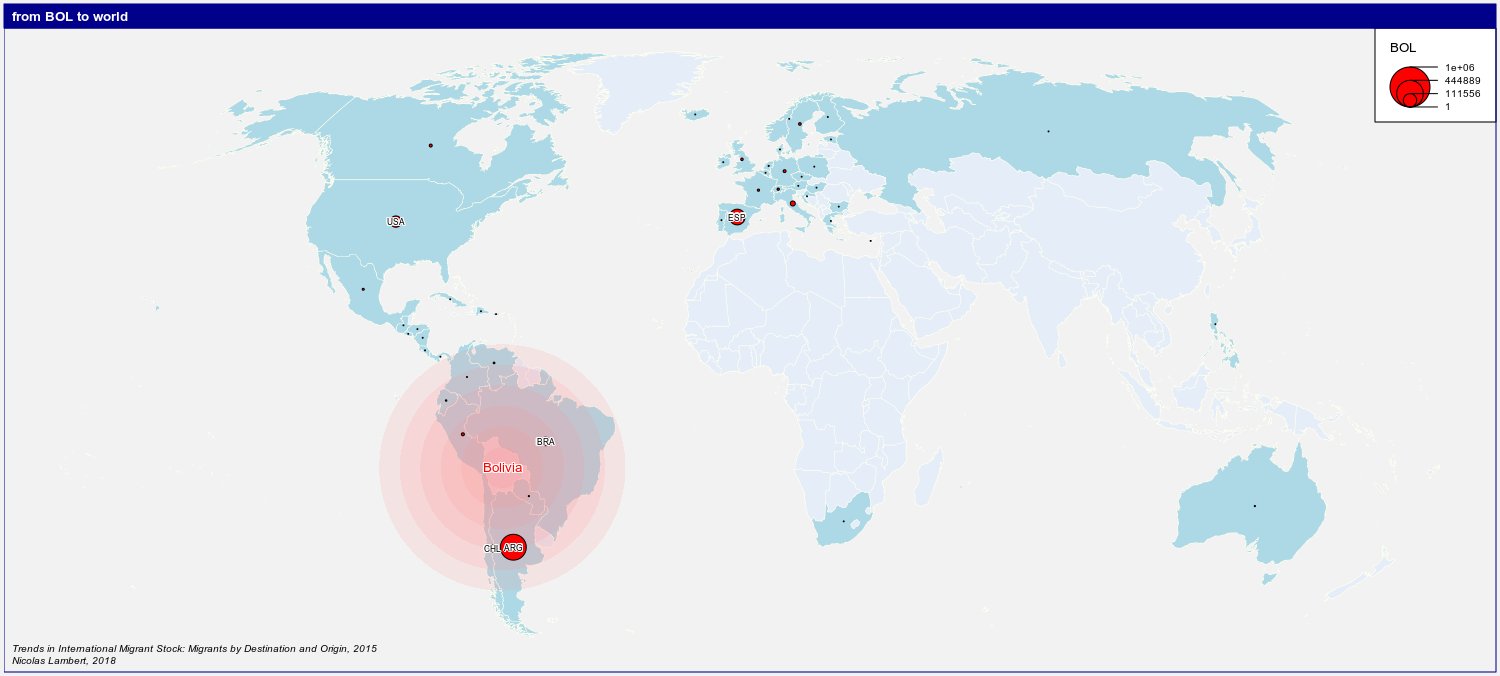 from BOL to world
BOL
1e+06
444889
111556
1
USA
ESP
BRA
Bolivia
CHL
ARG
Trends in International Migrant Stock: Migrants by Destination and Origin, 2015
Nicolas Lambert, 2018